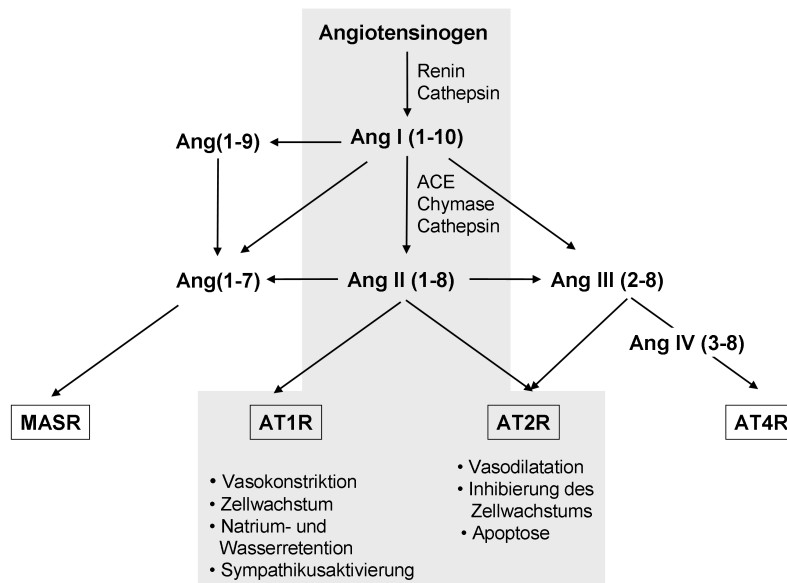 Angiotensinogen
Renin
Cathepsin
Ang(1-9)
Ang I (1-10)
ACE
Chymase
Cathepsin
Ang(1-7)
Ang II (1-8)
Ang III (2-8)
Ang IV (3-8)
MASR
AT1R
AT2R
AT4R
• Vasokonstriktion
• Zellwachstum
• Natrium- und
Wasserretention
• Sympathikusaktivierung
• Vasodilatation
• Inhibierung des
Zellwachstums
• Apoptose